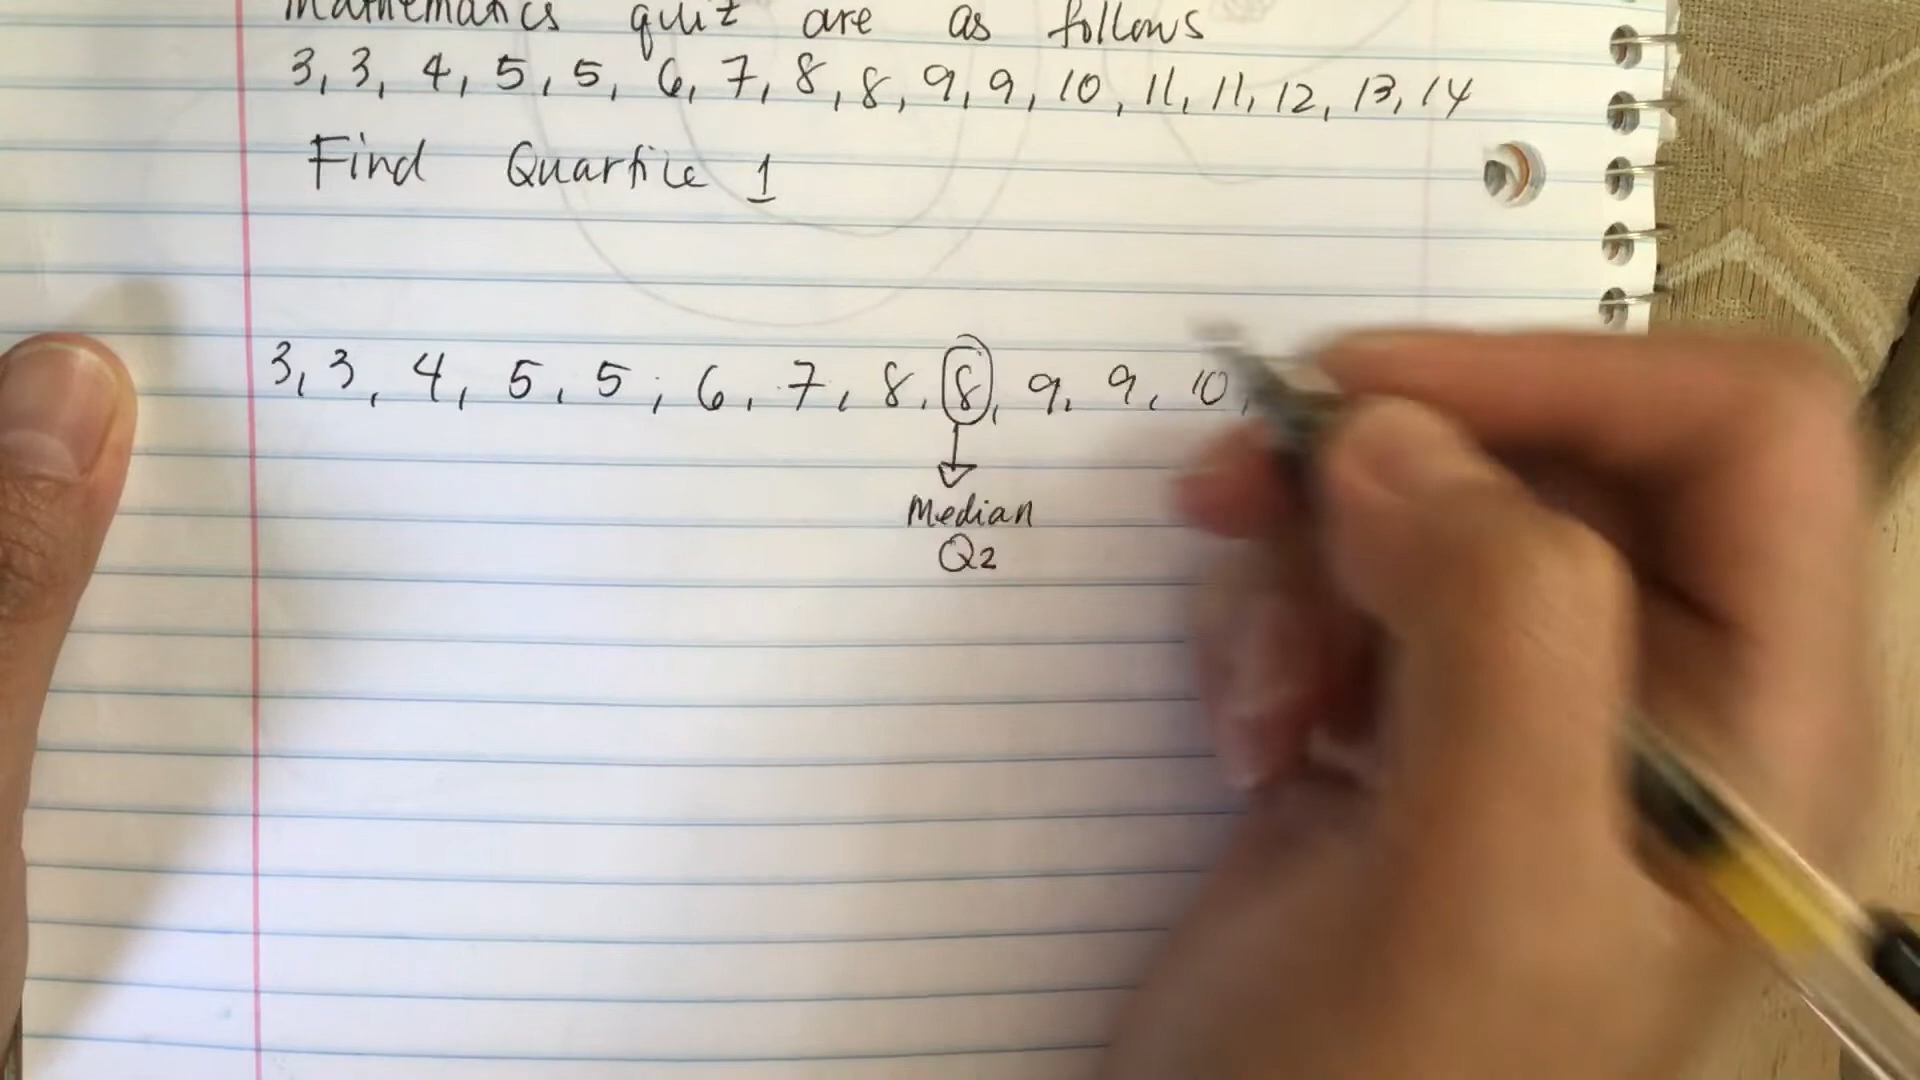 Mathematics quiz are as follows
3, 3, 4, 5, 5, 6, 7, 8, 8, 9, 9, 10, 11, 11, 12, 13, 14
Find Quartile 1
3, 3, 4, 5, 5, 6, 7, 8, 8, 9, 9, 10,
Median
Q2